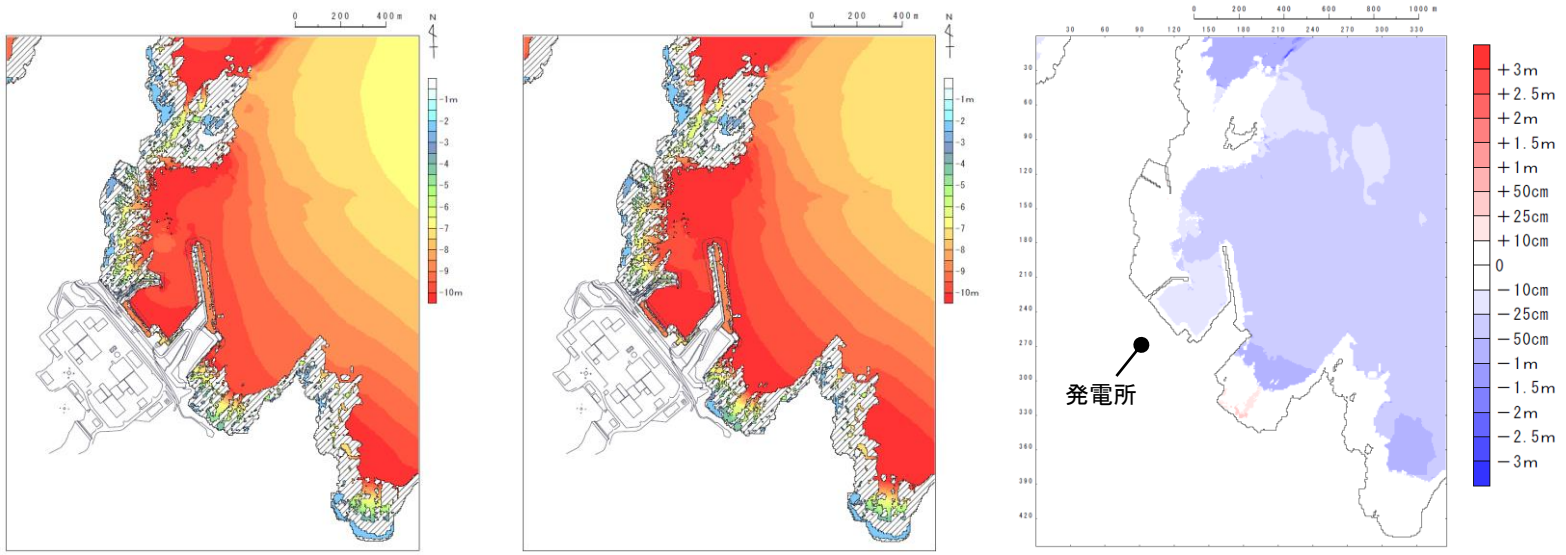 0 200 400m
N
-1m
-2
-3
-4
-5
-6
-7
-8
-9
-10m
0 200 400m
N
-1m
-2
-3
-4
-5
-6
-7
-8
-9
-10m
0 200 400 600 800 1000 m
30 60 90 120 150 180 210 240 270 300 330
30
60
90
120
150
180
210
240
270
300
330
360
390
420
発電所
+3m
+2.5m
+2m
+1.5m
+1m
+50cm
+25cm
+10cm
0
-10cm
-25cm
-50cm
-1m
-1.5m
-2m
-2.5m
-3m